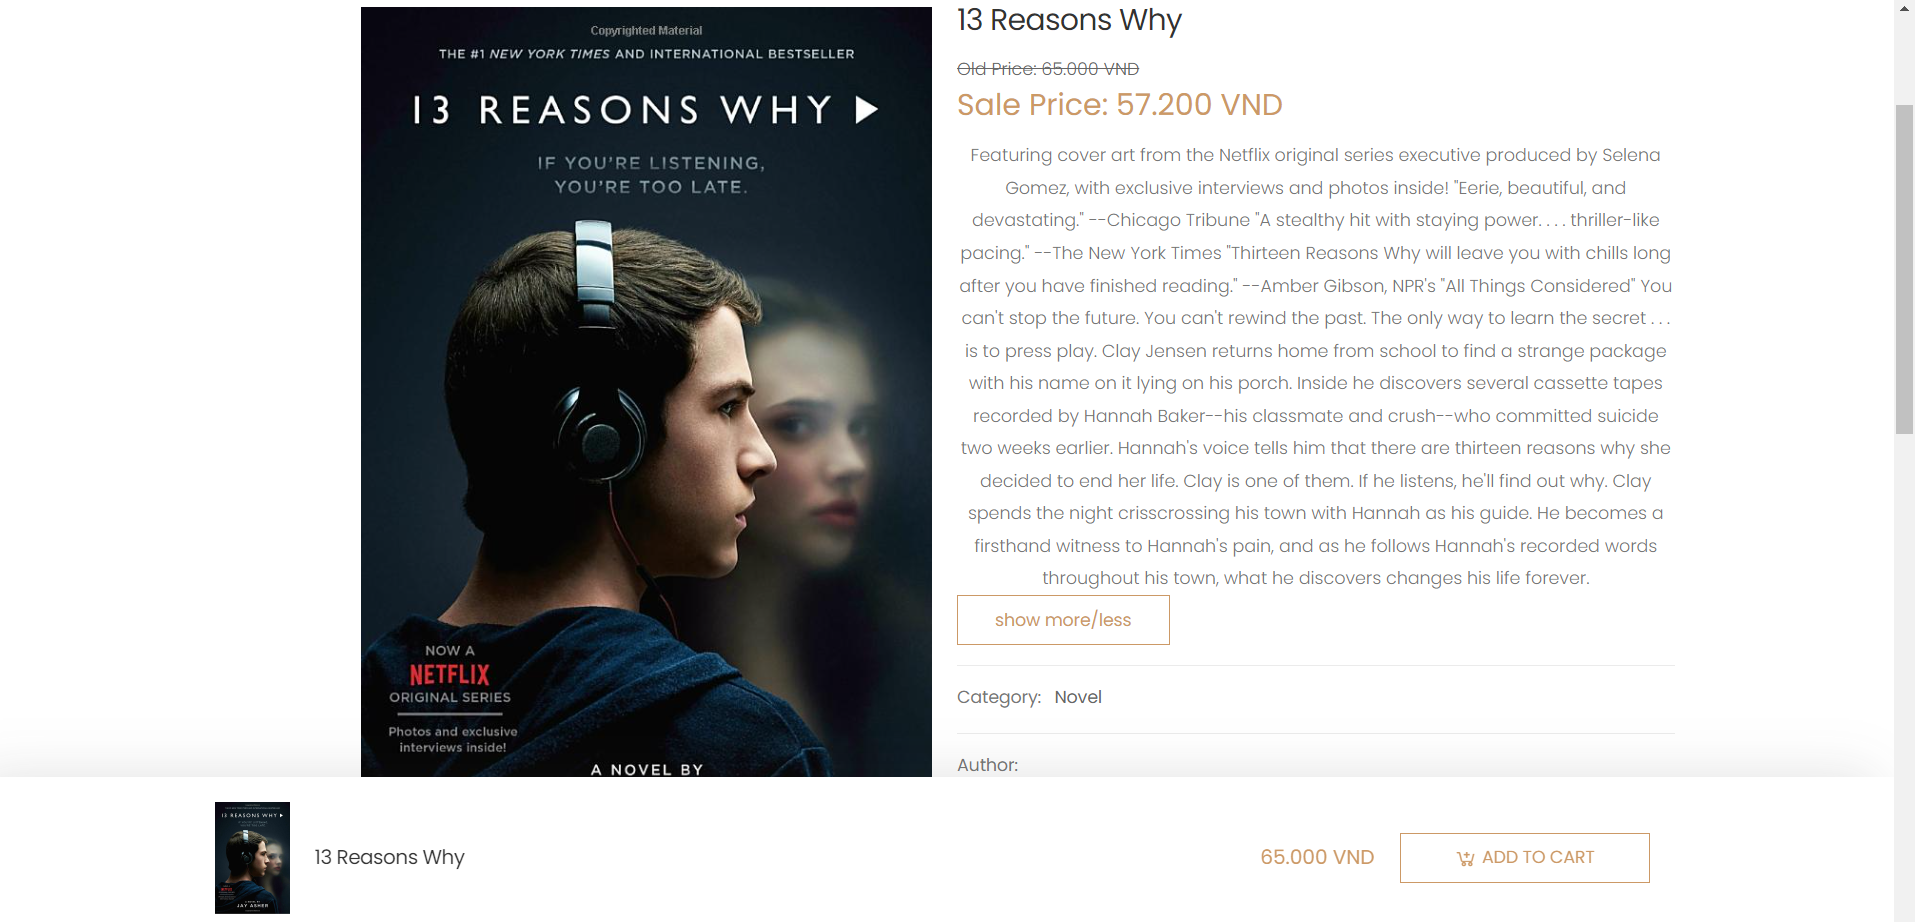 Copyrighted Material
THE #1 NEW YORK TIMES AND INTERNATIONAL BESTSELLER
13 REASONS WHY
IF YOU'RE LISTENING,
YOU'RE TOO LATE.
NOW A
NETFLIX
ORIGINAL SERIES
Photos and exclusive
interviews inside!
A NOVEL BY
13 Reasons Why
Old Price: 65.000 VND
Sale Price: 57.200 VND
Featuring cover art from the Netflix original series executive produced by Selena
Gomez, with exclusive interviews and photos inside! "Eerie, beautiful, and
devastating." --Chicago Tribune "A stealthy hit with staying power. . . . thriller-like
pacing." --The New York Times "Thirteen Reasons Why will leave you with chills long
after you have finished reading." --Amber Gibson, NPR's "All Things Considered" You
can't stop the future. You can't rewind the past. The only way to learn the secret . . .
is to press play. Clay Jensen returns home from school to find a strange package
with his name on it lying on his porch. Inside he discovers several cassette tapes
recorded by Hannah Baker--his classmate and crush--who committed suicide
two weeks earlier. Hannah's voice tells him that there are thirteen reasons why she
decided to end her life. Clay is one of them. If he listens, he'll find out why. Clay
spends the night crisscrossing his town with Hannah as his guide. He becomes a
firsthand witness to Hannah's pain, and as he follows Hannah's recorded words
throughout his town, what he discovers changes his life forever.
show more/less
Category: Novel
Author:
13 REASONS WHY
JAY ASHER
13 Reasons Why
65.000 VND
ADD TO CART